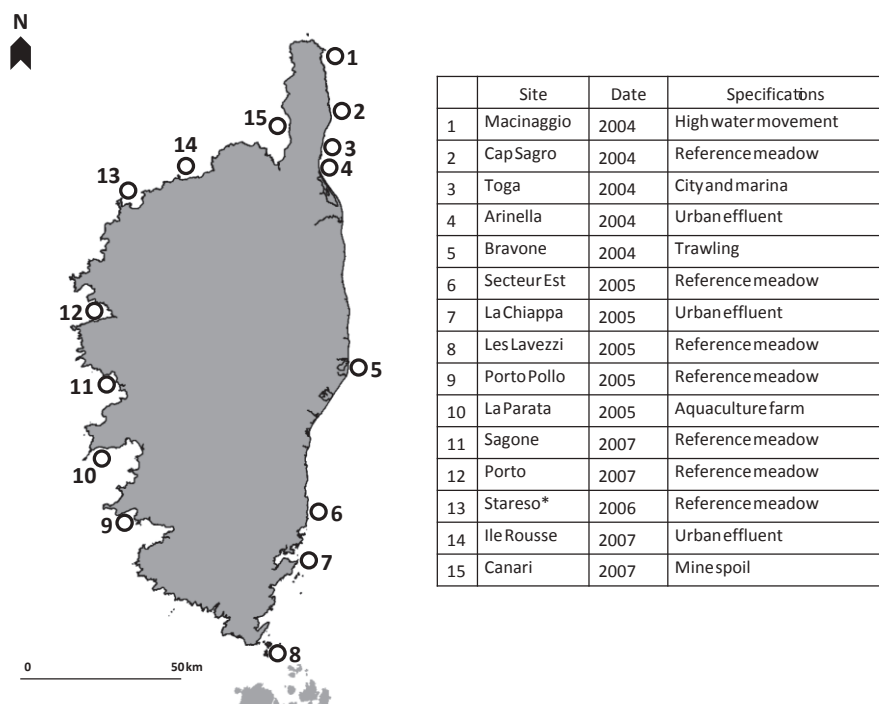 N
1
2
15
3
14
4
13
12
5
11
10
6
9
7
8
0 50 km
Site Date Specifications
1 Macinaggio 2004 High water movement
2 Cap Sagro 2004 Reference meadow
3 Toga 2004 City and marina
4 Arinella 2004 Urban effluent
5 Bravone 2004 Trawling
6 Secteur Est 2005 Reference meadow
7 La Chiappa 2005 Urban effluent
8 Les Lavezzi 2005 Reference meadow
9 Porto Pollo 2005 Reference meadow
10 La Parata 2005 Aquaculture farm
11 Sagone 2007 Reference meadow
12 Porto 2007 Reference meadow
13 Stareso* 2006 Reference meadow
14 Ile Rousse 2007 Urban effluent
15 Canari 2007 Mine spoil